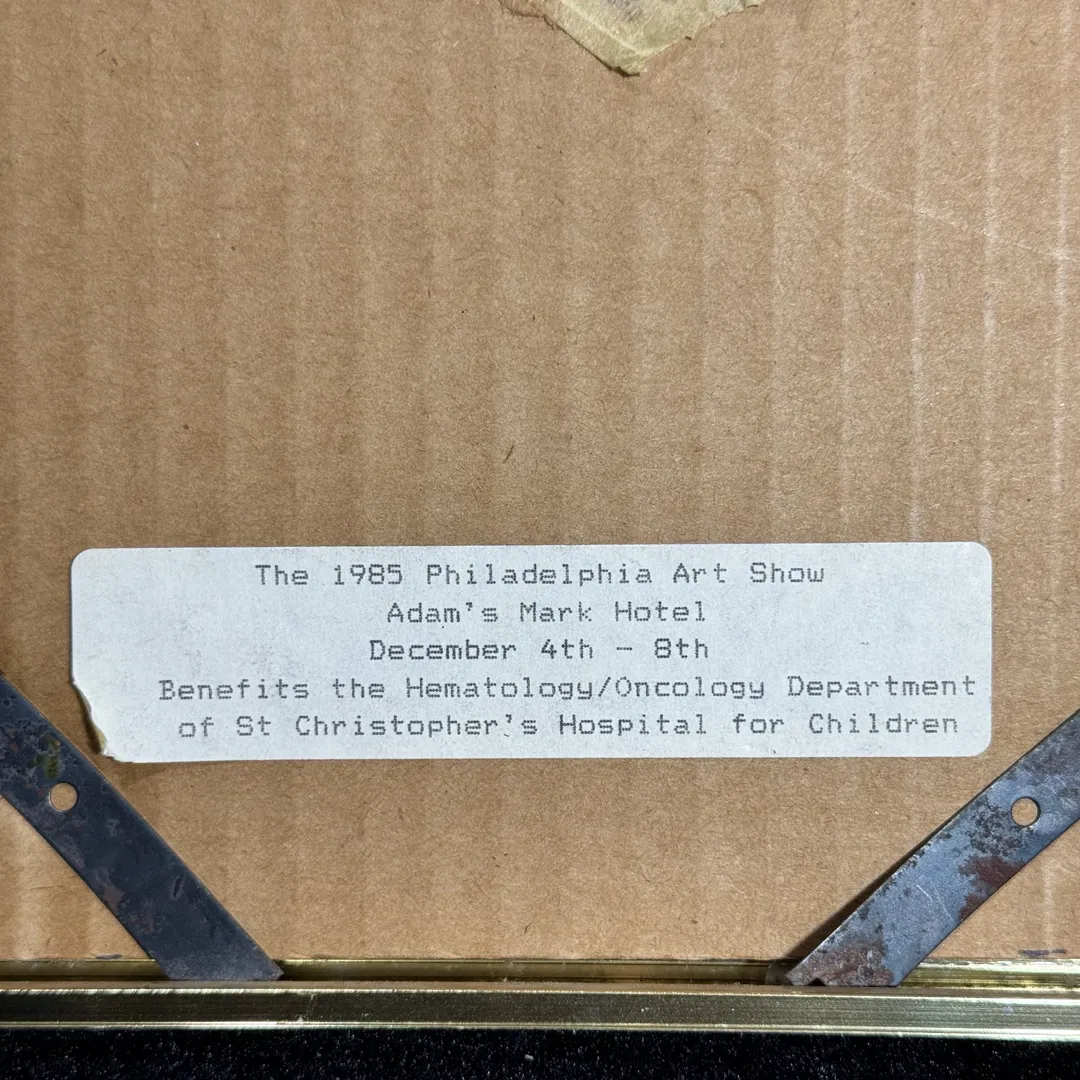 The 1985 Philadelphia Art Show
Adam's Mark Hotel
December 4th - 8th
Benefits the Hematology/Oncology Department
of St Christopher's Hospital for Children